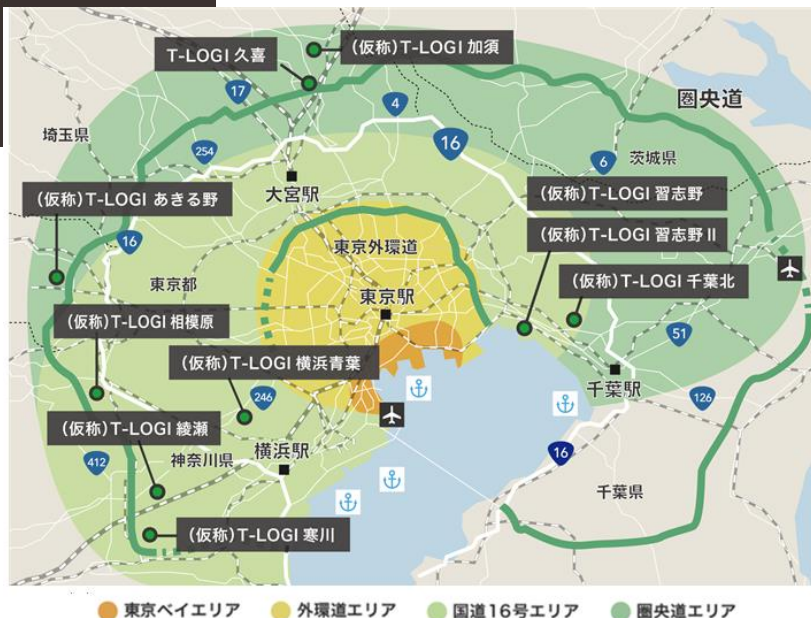 (仮称)T-LOGI 加須
T-LOGI 久喜
17
4
圏央道
埼玉県
254
16
6
茨城県
大宮駅
(仮称)T-LOGI あきる野
(仮称)T-LOGI 習志野
(仮称)T-LOGI 習志野Ⅱ
16
東京外環道
東京都
東京駅
(仮称)T-LOGI 千葉北
(仮称)T-LOGI 相模原
51
(仮称)T-LOGI 横浜青葉
千葉駅
246
126
(仮称)T-LOGI 綾瀬
412
神奈川県
横浜駅
16
千葉県
(仮称)T-LOGI 寒川
東京ベイエリア
外環道エリア
国道16号エリア
圏央道エリア